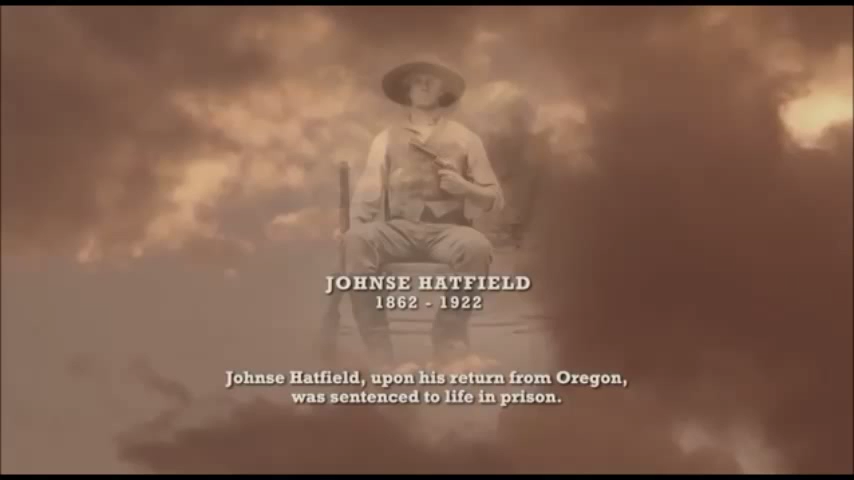 JOHNSE HATFIELD
1862 - 1922
Johnse Hatfield, upon his return from Oregon,
was sentenced to life in prison.